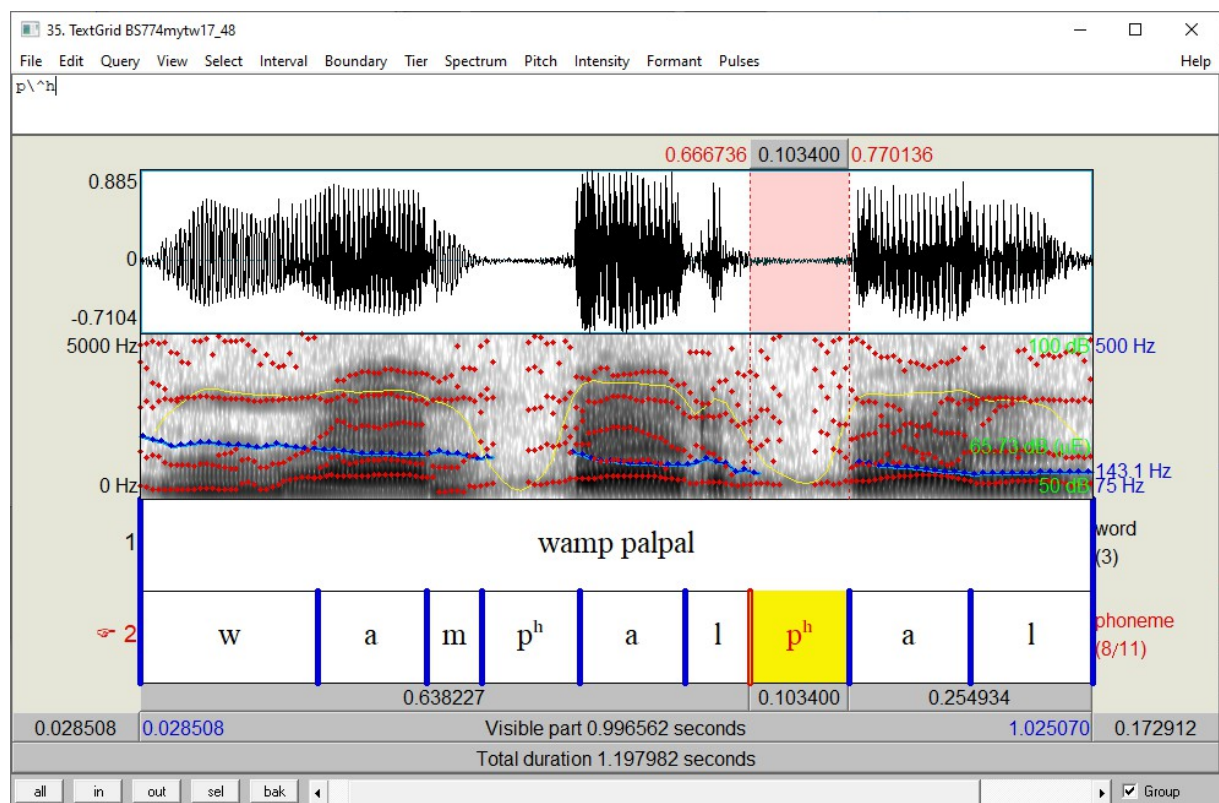 35. TextGrid BS774mytw17_48
File Edit Query View Select Interval Boundary Tier Spectrum Pitch Intensity Formant Pulses Help
p\^h
0.666736 0.103400 0.770136
0.885
0
-0.7104
5000 Hz 100 dB 500 Hz
65.73 dB (µE)
143.1 Hz
0 Hz 50 dB 75 Hz
1 wamp palpal word
(3)
☞ 2 w a m pʰ a l pʰ a l phoneme
(8/11)
0.638227 0.103400 0.254934
0.028508 0.028508 Visible part 0.996562 seconds 1.025070 0.172912
Total duration 1.197982 seconds
all in out sel bak Group